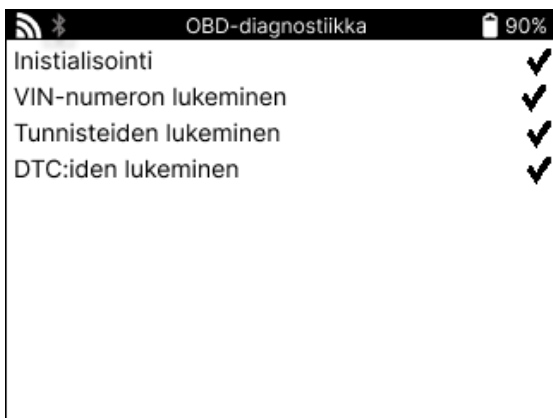 OBD-diagnostiikka 90%
Inistialisointi
VIN-numeron lukeminen
Tunnisteiden lukeminen
DTC:iden lukeminen